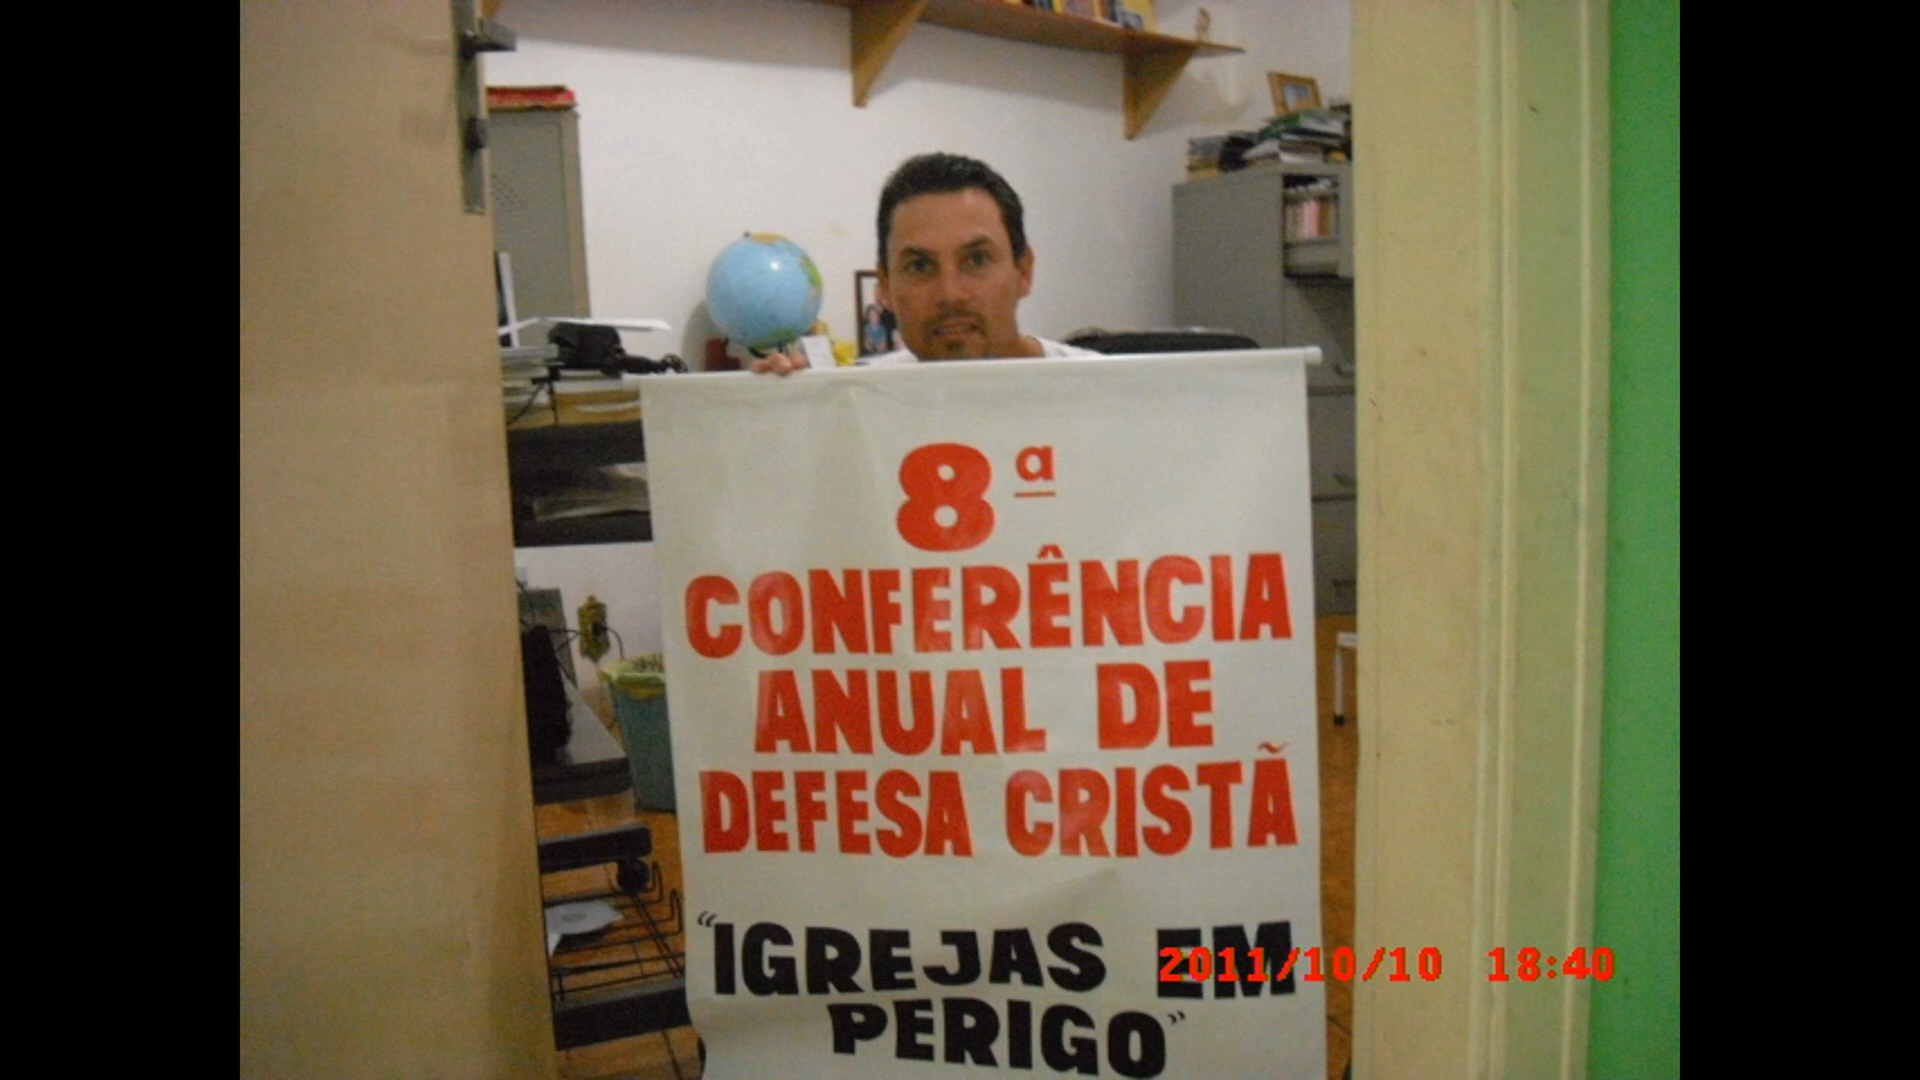 8ª
CONFERÊNCIA
ANUAL DE
DEFESA CRISTÃ
“IGREJAS EM
PERIGO”
2011/10/10 18:40